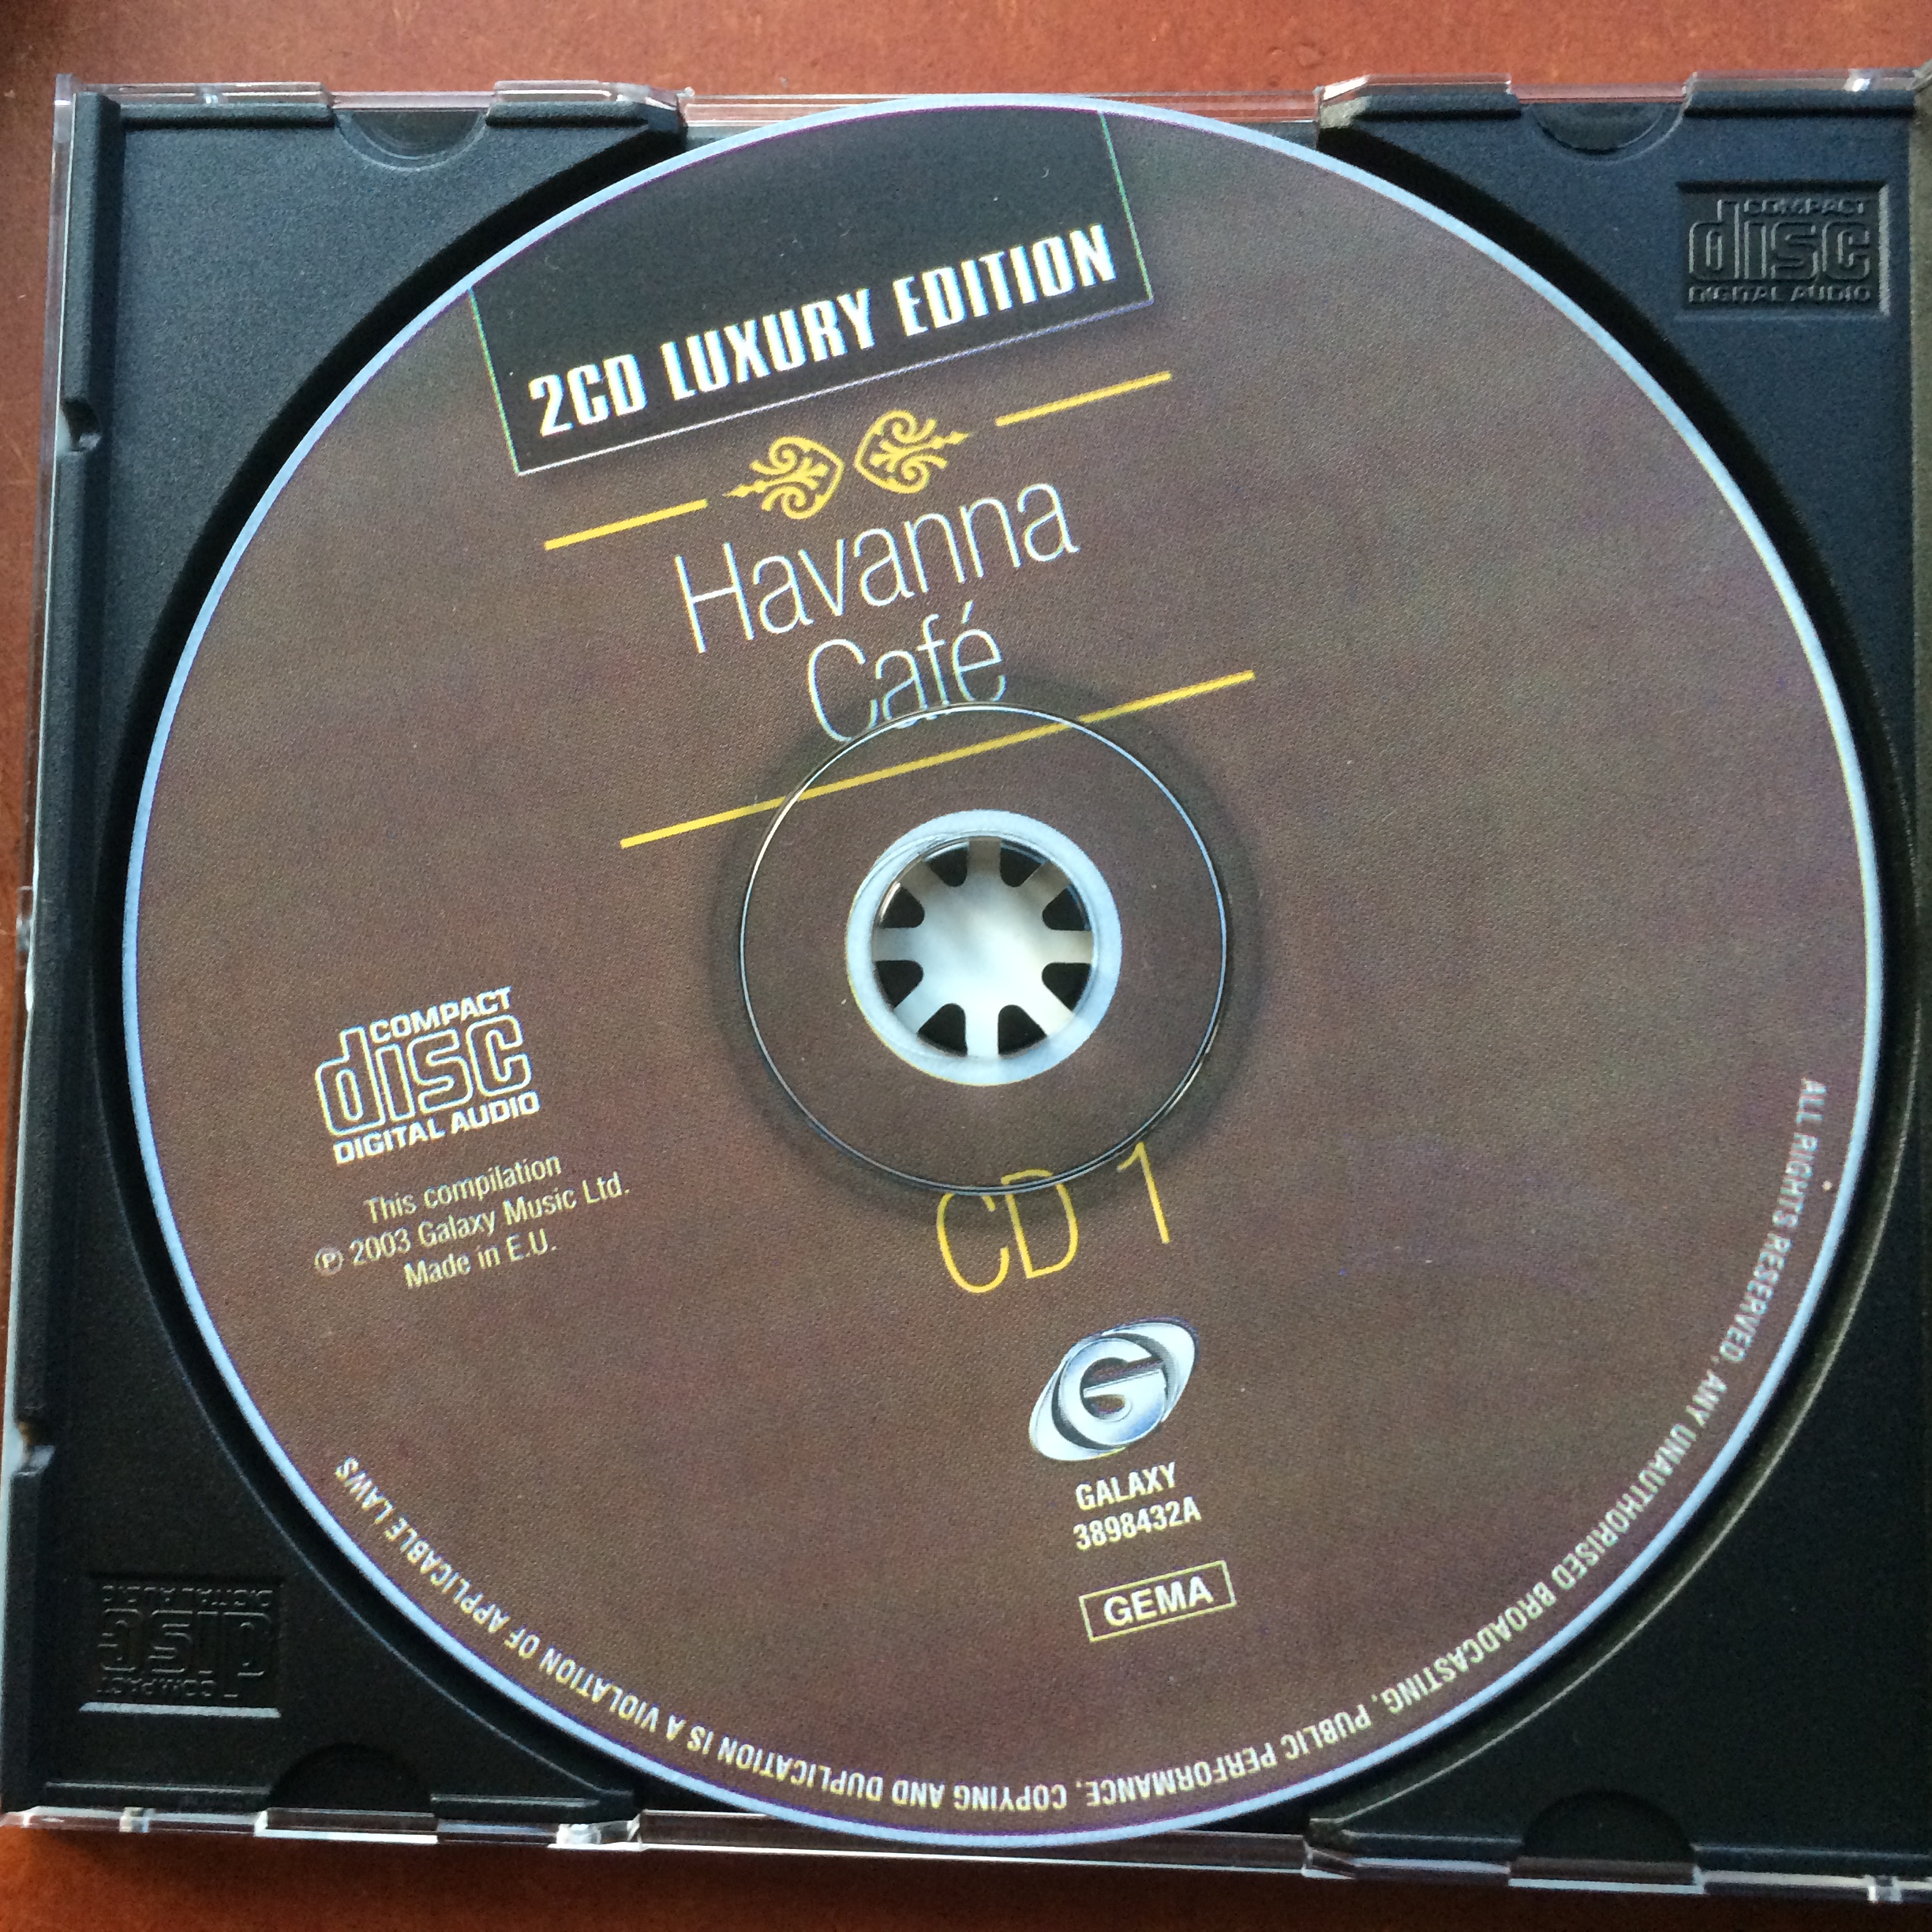 2CD LUXURY EDITION
Havanna
Café
COMPACT
disc
DIGITAL AUDIO
This compilation
℗ 2003 Galaxy Music Ltd.
Made in E.U.
CD 1
G
GALAXY
3898432A
GEMA
ALL RIGHTS RESERVED. ANY UNAUTHORISED BROADCASTING, PUBLIC PERFORMANCE, COPYING AND DUPLICATION IS A VIOLATION OF APPLICABLE LAWS
COMPACT
disc
DIGITAL AUDIO
COMPACT
disc
DIGITAL AUDIO